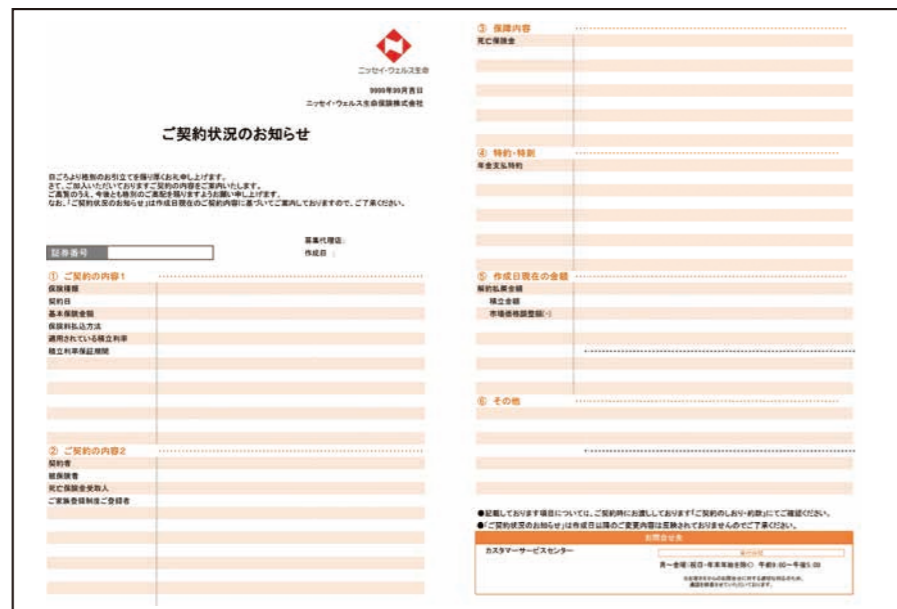 ニッセイ・ウェルス生命
9999年99月吉日
ニッセイ・ウェルス生命保険株式会社
ご契約状況のお知らせ
日ごろより格別のお引立てを賜り厚くお礼申し上げます。
さて、ご加入いただいておりますご契約の内容をご案内いたします。
ご高覧のうえ、今後とも格別のご高配を賜りますようお願い申し上げます。
なお、「ご契約状況のお知らせ」は作成日現在のご契約内容に基づいてご案内しておりますので、ご了承ください。
募集代理店:
証券番号
作成日 :
① ご契約の内容1
保険種類
契約日
基本保険金額
保険料払込方法
適用されている積立利率
積立利率保証期間
② ご契約の内容2
契約者
被保険者
死亡保険金受取人
ご家族登録制度ご登録者
③ 保障内容
死亡保険金
④ 特約・特則
年金支払特約
⑤ 作成日現在の金額
解約払戻金額
積立金額
市場価格調整額(-)
⑥ その他
●記載しております項目については、ご契約時にお渡ししております「ご契約のしおり・約款」にてご確認ください。
●「ご契約状況のお知らせ」は作成日以降のご変更内容は反映されておりませんのでご了承ください。
お問合せ先
カスタマーサービスセンター
受付時間
月~金曜(祝日・年末年始を除く) 午前9:00~午後5:00